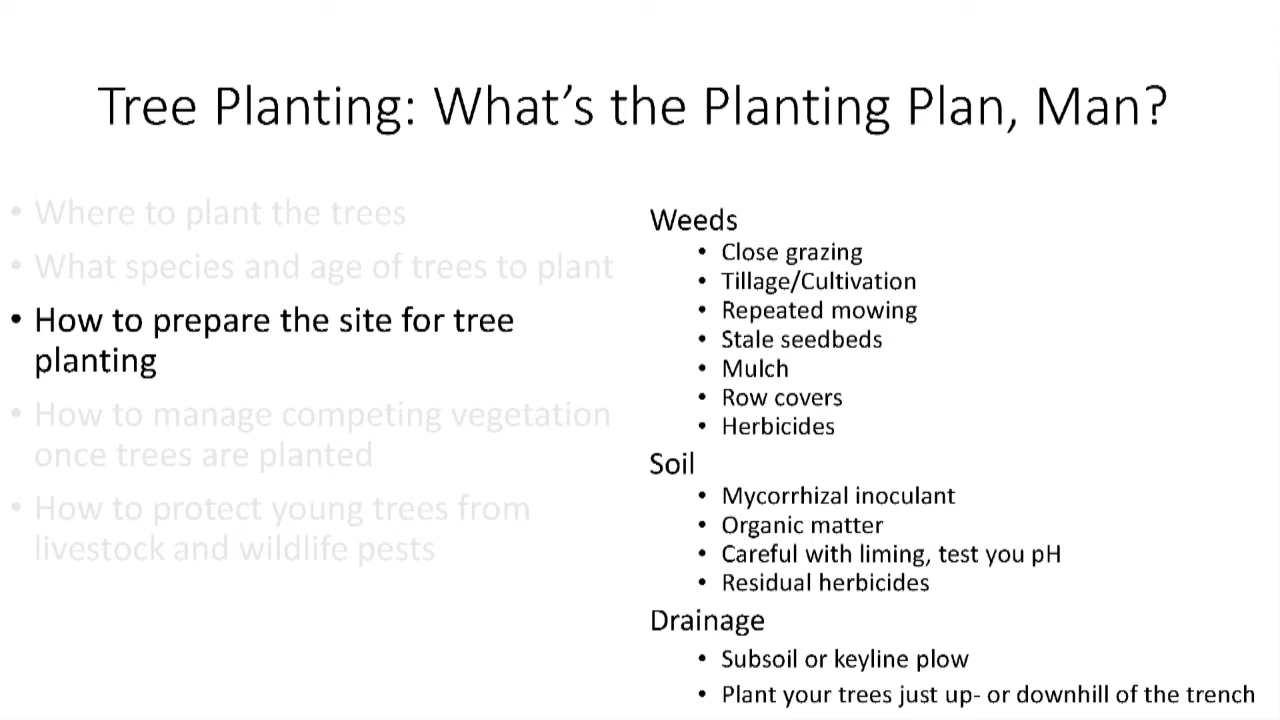 Tree Planting: What's the Planting Plan, Man?
• Where to plant the trees
• What species and age of trees to plant
• How to prepare the site for tree
planting
• How to manage competing vegetation
once trees are planted
• How to protect young trees from
livestock and wildlife pests
Weeds
• Close grazing
• Tillage/Cultivation
• Repeated mowing
• Stale seedbeds
• Mulch
• Row covers
• Herbicides
Soil
• Mycorrhizal inoculant
• Organic matter
• Careful with liming, test you pH
• Residual herbicides
Drainage
• Subsoil or keyline plow
• Plant your trees just up- or downhill of the trench